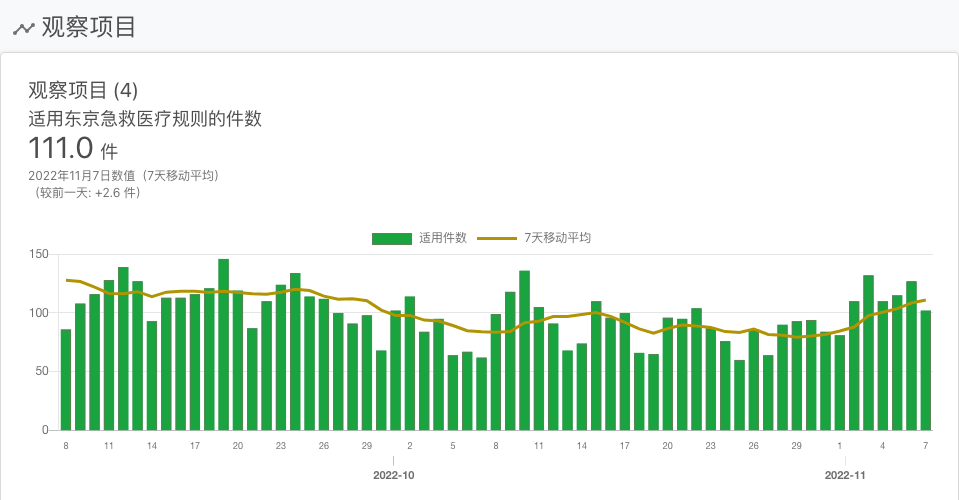 观察项目
观察项目 (4)
适用东京急救医疗规则的件数
111.0 件
2022年11月7日数值（7天移动平均）
（较前一天: +2.6 件）
适用件数 7天移动平均
150
100
50
0
8 11 14 17 20 23 26 29 2 5 8 11 14 17 20 23 26 29 1 4 7
2022-10 2022-11